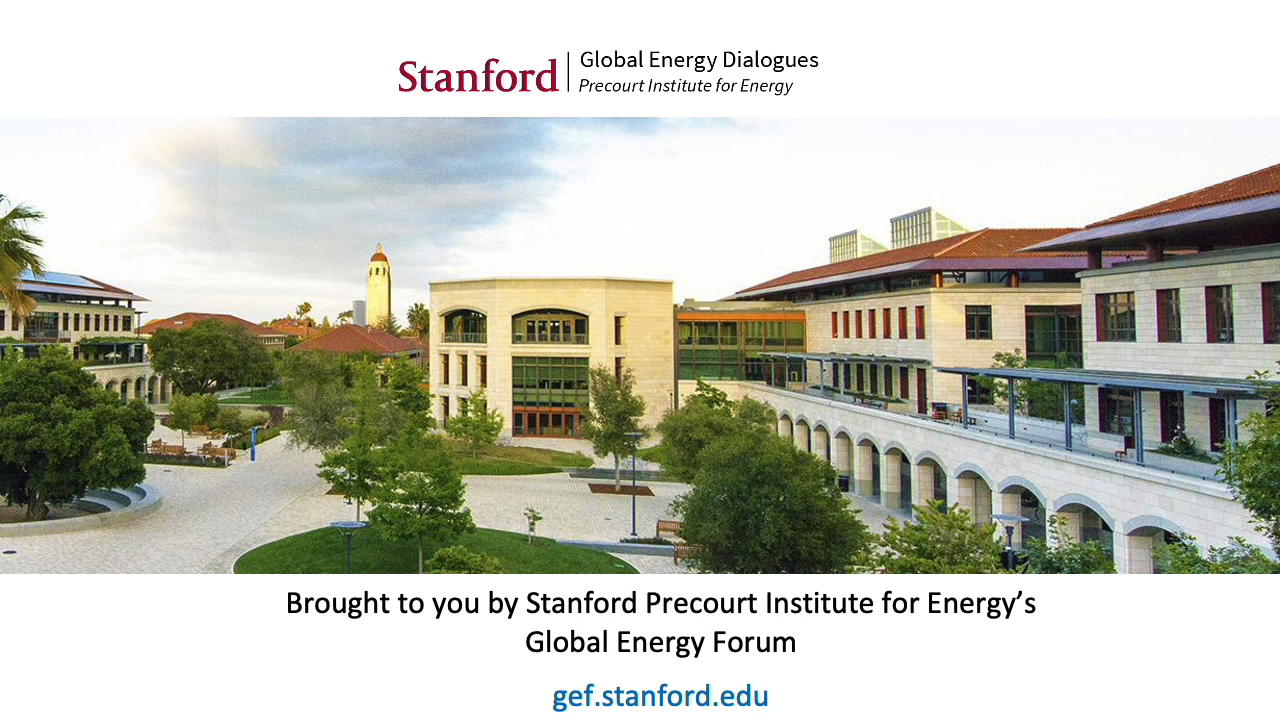 Stanford
Global Energy Dialogues
Precourt Institute for Energy
Brought to you by Stanford Precourt Institute for Energy’s
Global Energy Forum
gef.stanford.edu